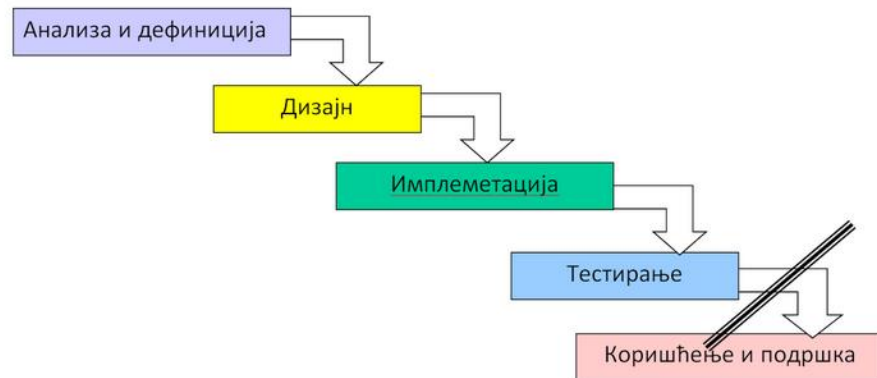 Анализа и дефиниција
Дизајн
Имплеметација
Тестирање
Коришћење и подршка